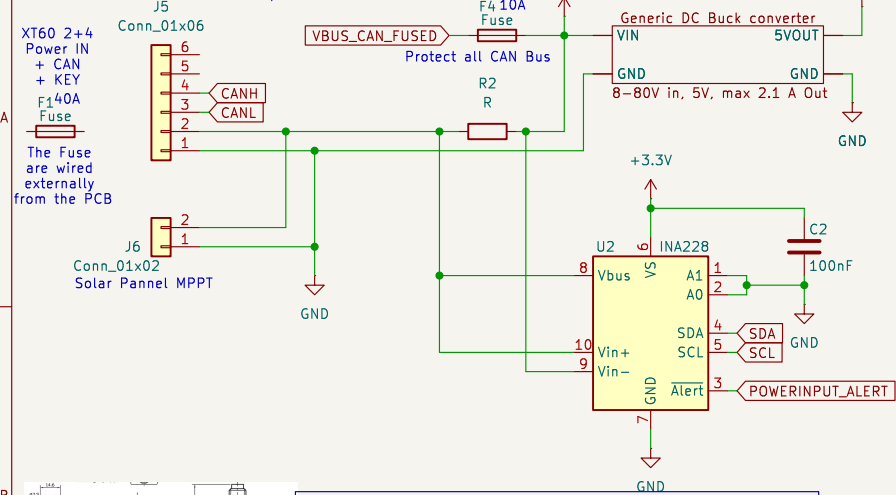 J5
Conn_01x06
XT60 2+4
Power IN
+ CAN
+ KEY
F1 40A
Fuse
The Fuse
are wired
externally
from the PCB
6
5
4
3
2
1
CANH
CANL
F4 10A
Fuse
VBUS_CAN_FUSED
Protect all CAN Bus
R2
R
Generic DC Buck converter
VIN
5VOUT
GND
GND
8-80V in, 5V, max 2.1 A Out
GND
A
J6
2
1
Conn_01x02
Solar Pannel MPPT
GND
+3.3V
U2
6
INA228
VS
8
Vbus
A1
1
A0
2
C2
100nF
GND
SDA
4
SDA
10
Vin+
SCL
5
SCL
9
Vin-
GND
Alert
3
POWERINPUT_ALERT
7
GND
B
14.6